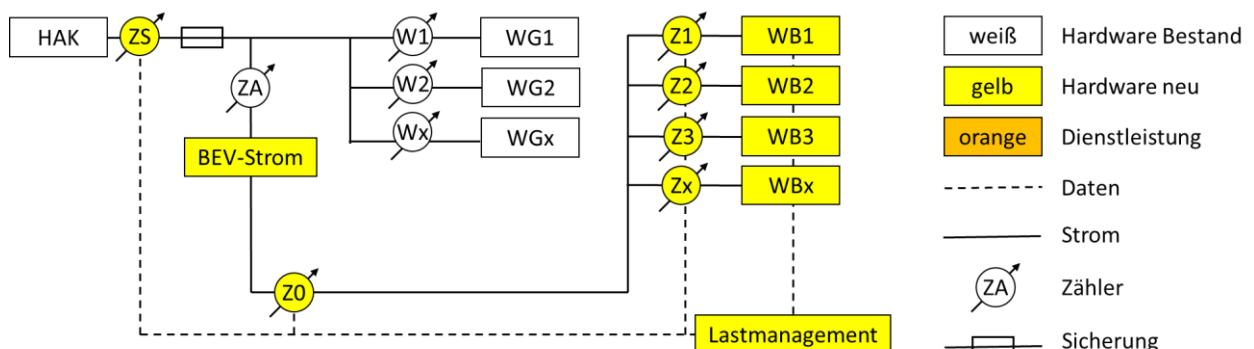 HAK ZS W1 WG1 Z1 WB1 weiß Hardware Bestand
ZA W2 WG2 Z2 WB2 gelb Hardware neu
Wx WGx Z3 WB3 orange Dienstleistung
BEV-Strom Zx WBx Daten
Strom
Z0 ZA Zähler
Lastmanagement Sicherung